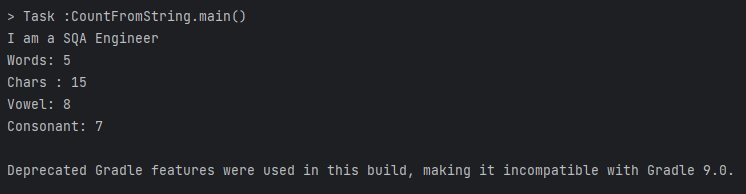 > Task :CountFromString.main()
I am a SQA Engineer
Words: 5
Chars : 15
Vowel: 8
Consonant: 7
Deprecated Gradle features were used in this build, making it incompatible with Gradle 9.0.